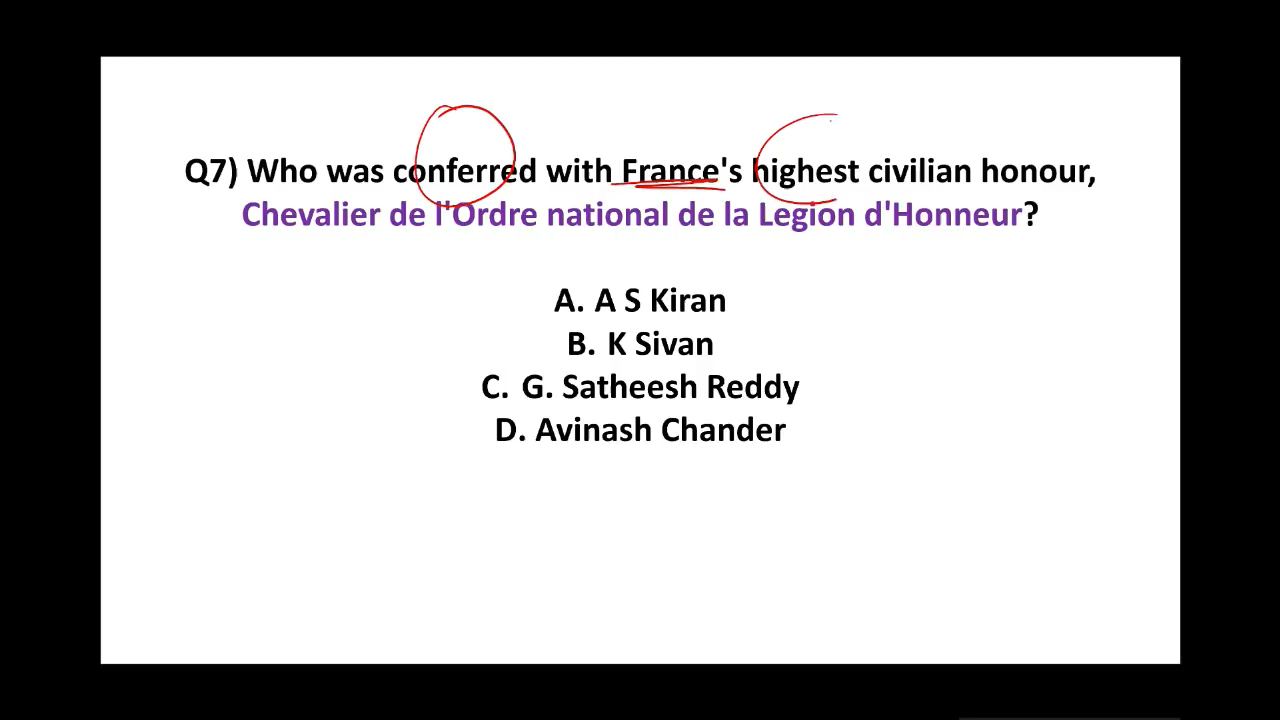 Q7) Who was conferred with France's highest civilian honour,
Chevalier de l'Ordre national de la Legion d'Honneur?
A. A S Kiran
B. K Sivan
C. G. Satheesh Reddy
D. Avinash Chander